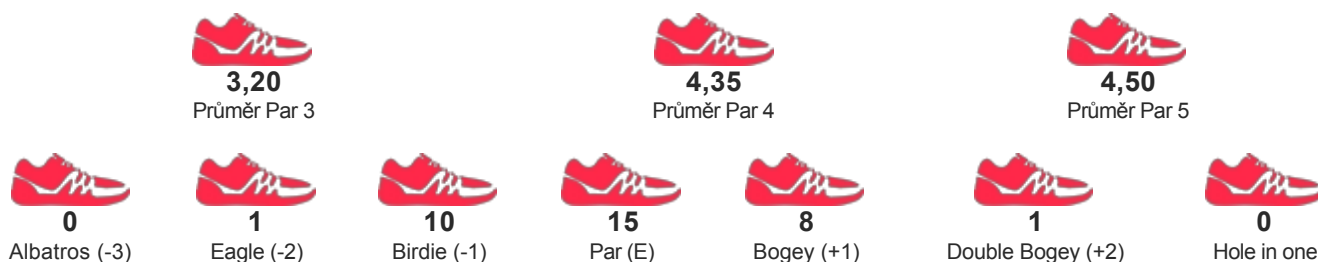 3,20
Průměr Par 3
4,35
Průměr Par 4
4,50
Průměr Par 5
0
Albatros (-3)
1
Eagle (-2)
10
Birdie (-1)
15
Par (E)
8
Bogey (+1)
1
Double Bogey (+2)
0
Hole in one